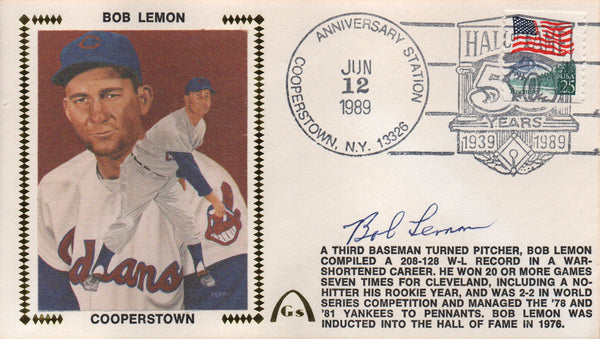 BOB LEMON
C
Indians
COOPERSTOWN
Gs
ANNIVERSARY STATION
JUN
12
1989
COOPERSTOWN, N.Y. 13326
HALL OF FAME
50
YEARS
1939 1989
USA
25
Bob Lemon
A THIRD BASEMAN TURNED PITCHER, BOB LEMON
COMPILED A 208-128 W-L RECORD IN A WAR-
SHORTENED CAREER. HE WON 20 OR MORE GAMES
SEVEN TIMES FOR CLEVELAND, INCLUDING A NO-
HITTER HIS ROOKIE YEAR, AND WAS 2-2 IN WORLD
SERIES COMPETITION AND MANAGED THE '78 AND
'81 YANKEES TO PENNANTS. BOB LEMON WAS
INDUCTED INTO THE HALL OF FAME IN 1976.